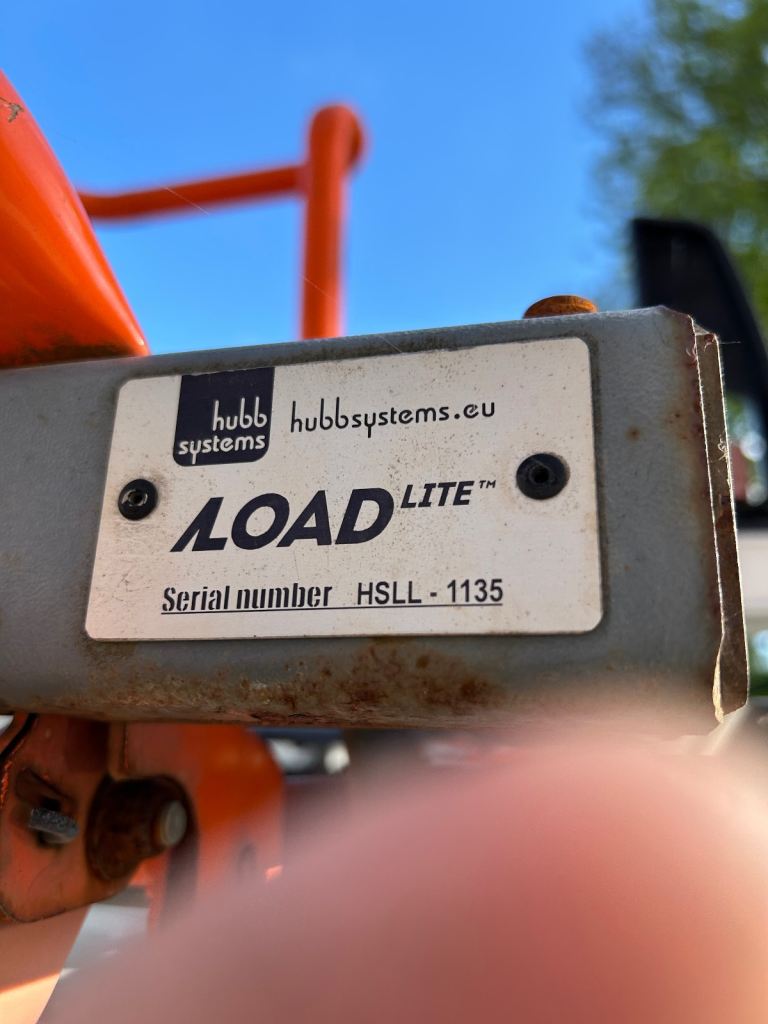 hubb
systems
hubbsystems.eu
LOAD LITE™
Serial number HSLL - 1135